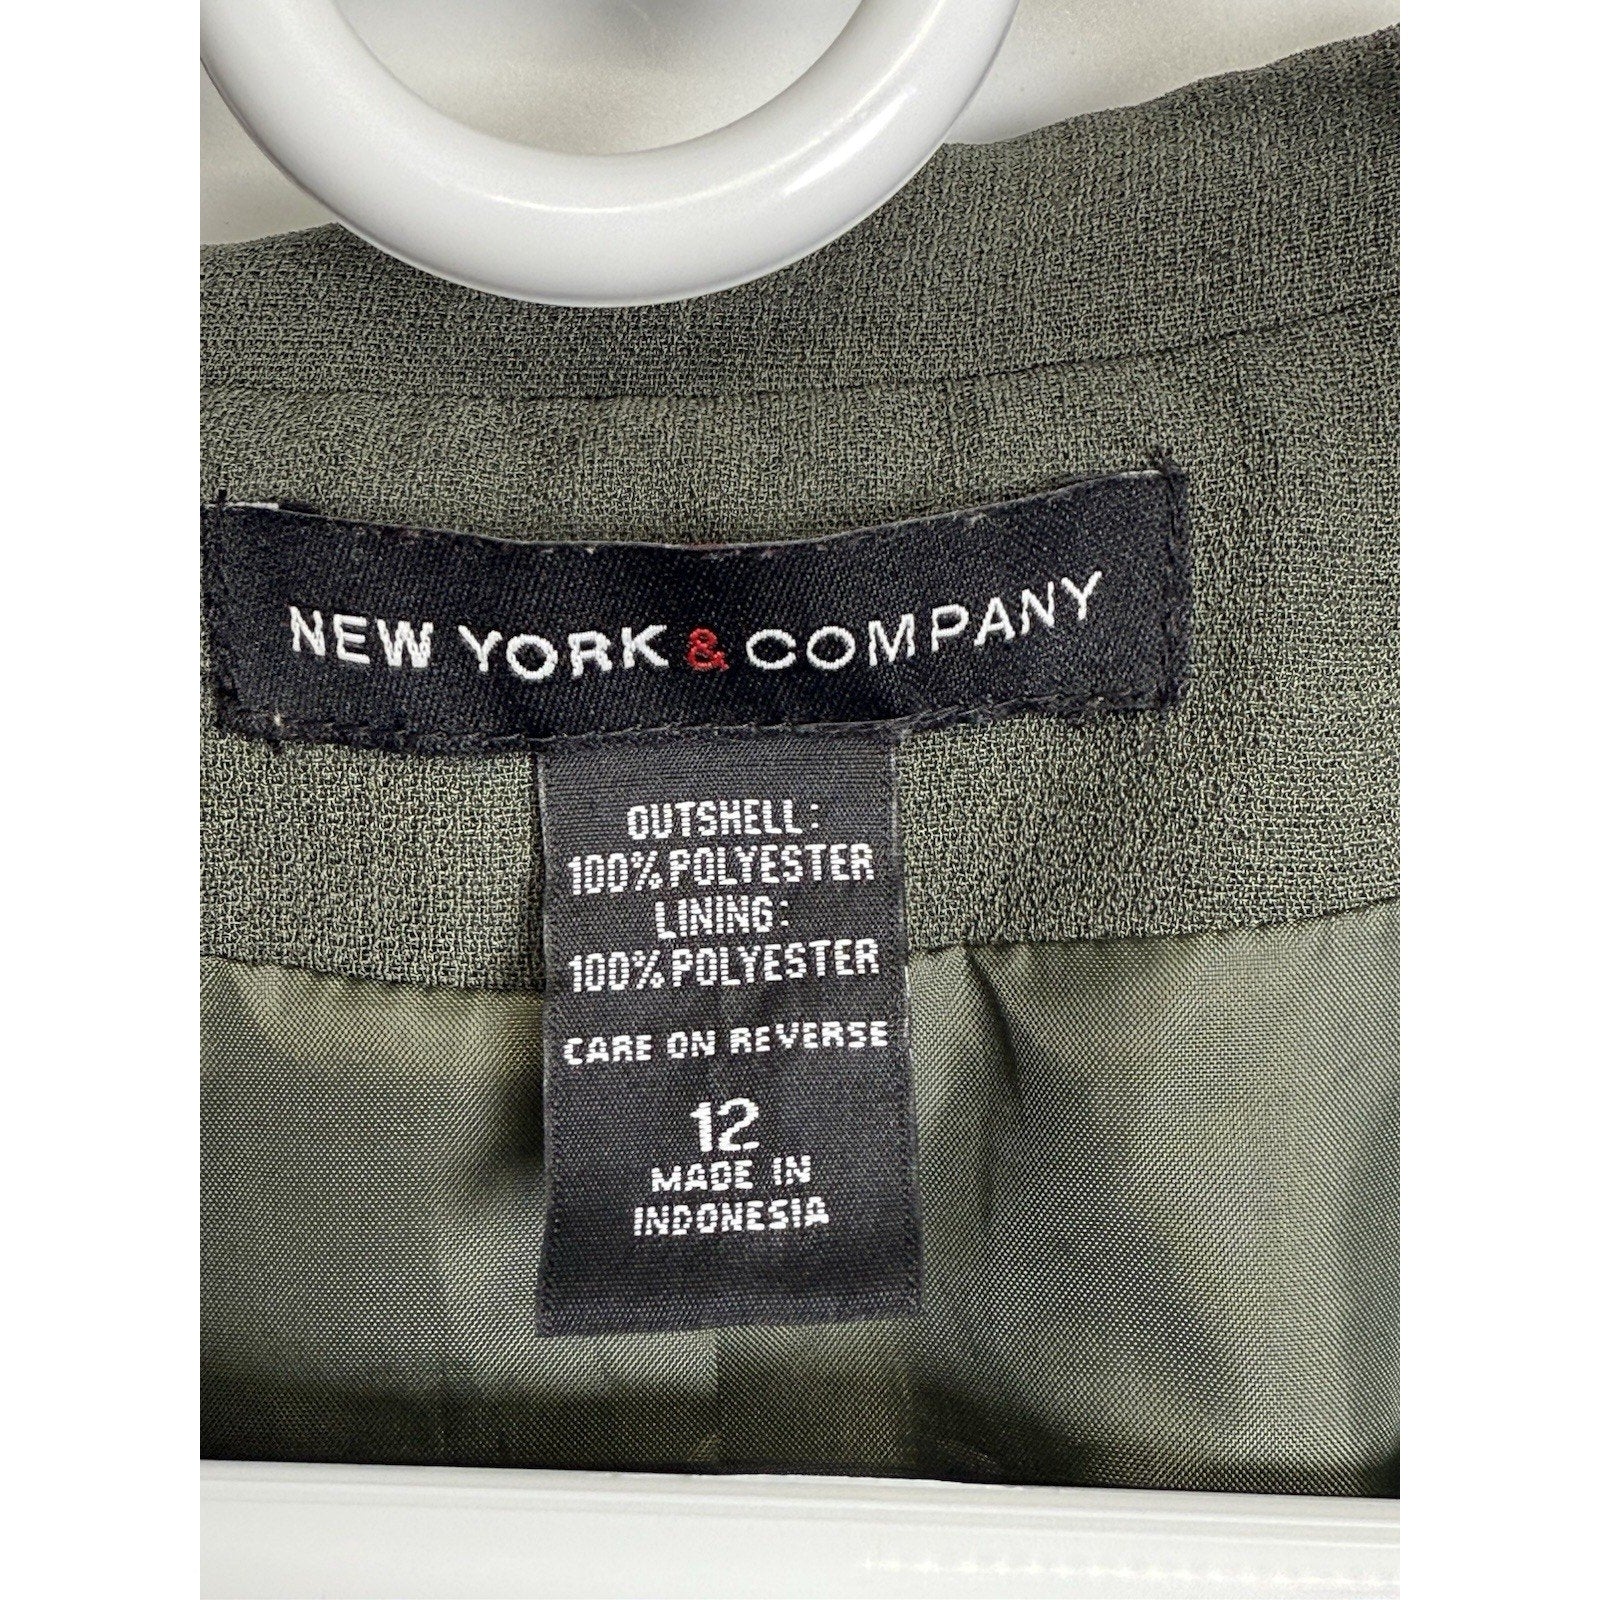 NEW YORK & COMPANY
OUTSHELL:
100% POLYESTER
LINING:
100% POLYESTER
CARE ON REVERSE
12
MADE IN
INDONESIA